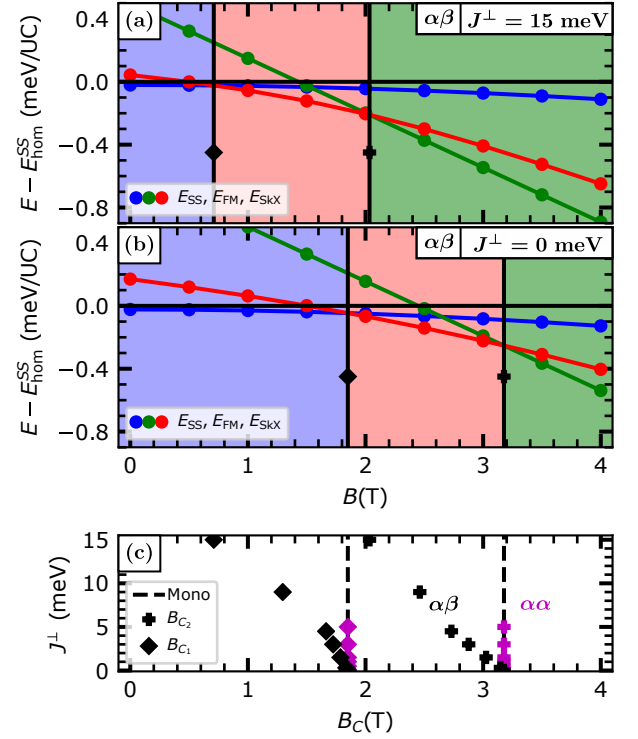 (a)
αβ J⊥ = 15 meV
0.4
0.0
−0.4
−0.8
E − E^SS_hom (meV/UC)
E_SS, E_FM, E_SkX
(b)
αβ J⊥ = 0 meV
0.4
0.0
−0.4
−0.8
E − E^SS_hom (meV/UC)
E_SS, E_FM, E_SkX
0 1 2 3 4
B(T)
(c)
15
10
5
0
J⊥ (meV)
Mono
B_C2
B_C1
αβ
αα
0 1 2 3 4
B_C(T)